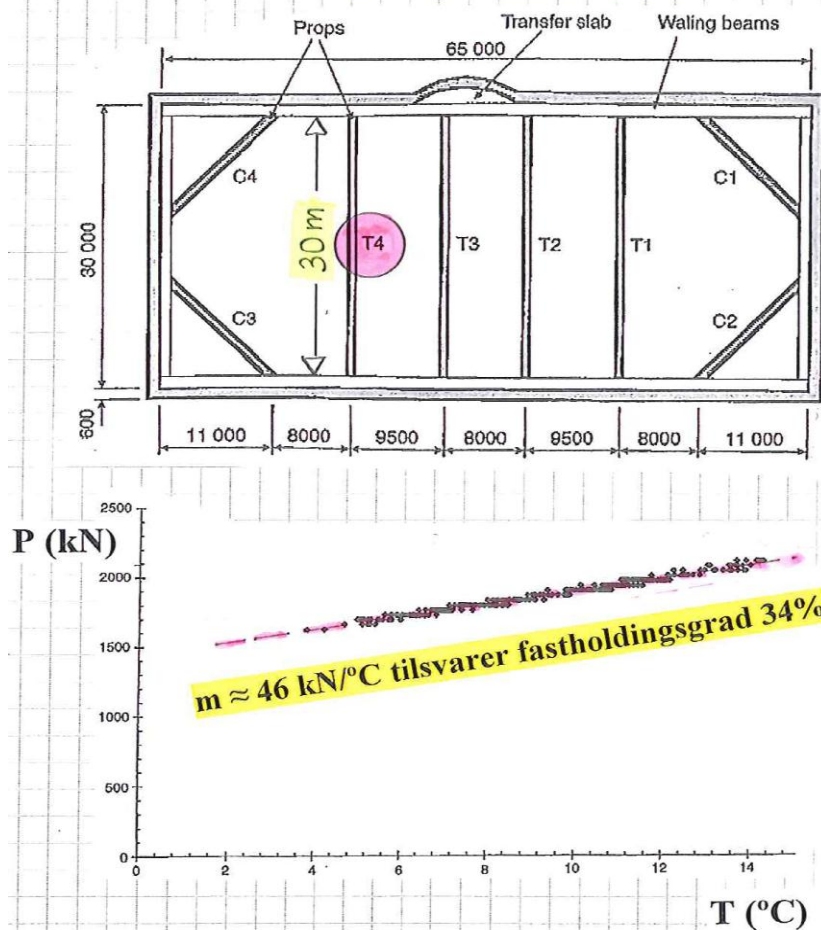 Props
Transfer slab
Waling beams
65 000
30 000
600
C4
C1
30 m
T4
T3
T2
T1
C3
C2
11 000
8000
9500
8000
9500
8000
11 000
P (kN)
2500
2000
1500
1000
500
0
m ≈ 46 kN/ºC tilsvarer fastholdingsgrad 34%
0
2
4
6
8
10
12
14
T (ºC)